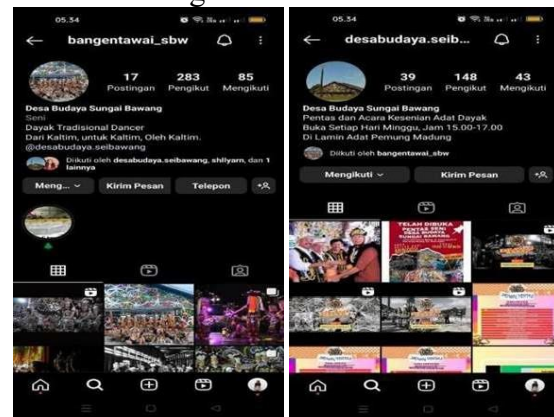 05.34
bangentawai_sbw
17 283 85
Postingan Pengikut Mengikuti
Desa Budaya Sungai Bawang
Seni
Dayak Tradisional Dancer
Dari Kaltim, untuk Kaltim, Oleh Kaltim.
@desabudaya.seibawang
Diikuti oleh desabudaya.seibawang, shllyam, dan 1
lainnya
Meng... Kirim Pesan Telepon
05.34
desabudaya.seib...
39 148 43
Postingan Pengikut Mengikuti
Desa Budaya Sungai Bawang
Pentas dan Acara Kesenian Adat Dayak
Buka Setiap Hari Minggu, Jam 15.00-17.00
Di Lamin Adat Pemung Madung
Diikuti oleh bangentawai_sbw
Mengikuti Kirim Pesan
TELAH DIBUKA
PENTAS SENI
DESA BUDAYA
SUNGAI BAWANG